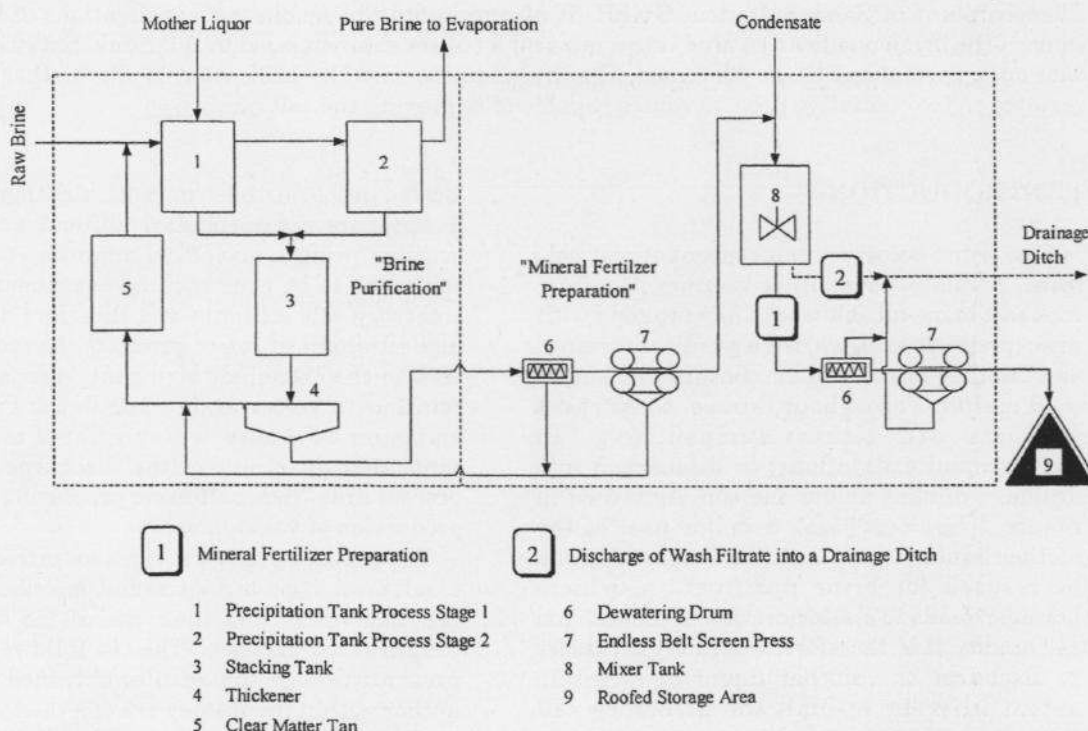 Mother Liquor
Pure Brine to Evaporation
Condensate
Raw Brine
1
2
8
Drainage
Ditch
5
3
"Brine
Purification"
"Mineral Fertilzer
Preparation"
2
1
6
7
7
6
4
9
1 Mineral Fertilizer Preparation
2 Discharge of Wash Filtrate into a Drainage Ditch
1 Precipitation Tank Process Stage 1
2 Precipitation Tank Process Stage 2
3 Stacking Tank
4 Thickener
5 Clear Matter Tan
6 Dewatering Drum
7 Endless Belt Screen Press
8 Mixer Tank
9 Roofed Storage Area